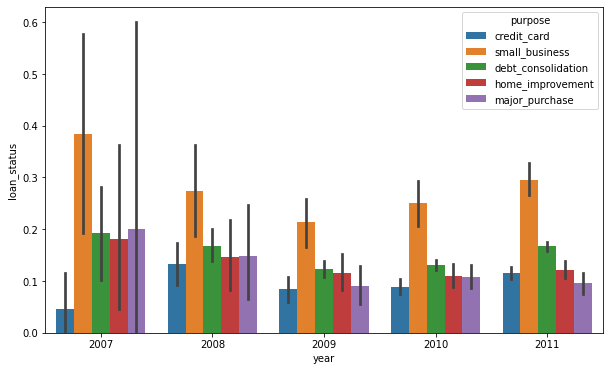 purpose
credit_card
small_business
debt_consolidation
home_improvement
major_purchase
loan_status
0.6
0.5
0.4
0.3
0.2
0.1
0.0
2007 2008 2009 2010 2011
year